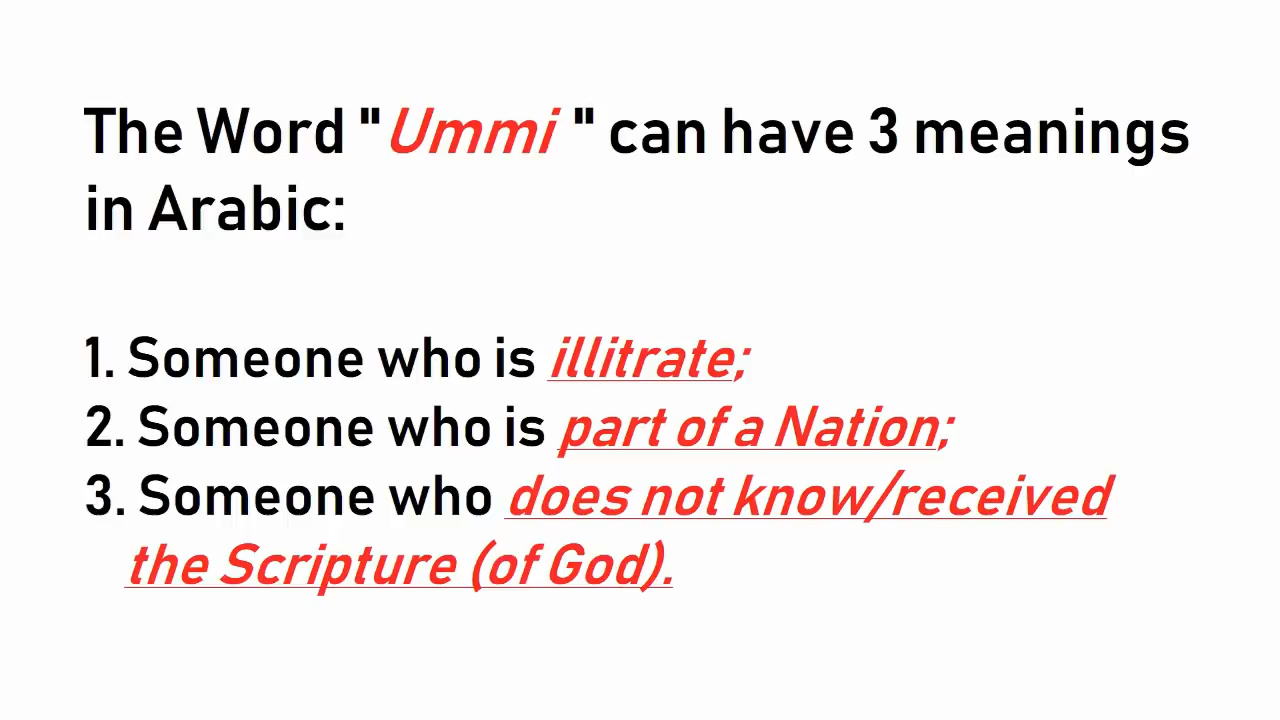 The Word "Ummi " can have 3 meanings
in Arabic:
1. Someone who is illitrate;
2. Someone who is part of a Nation;
3. Someone who does not know/received
the Scripture (of God).